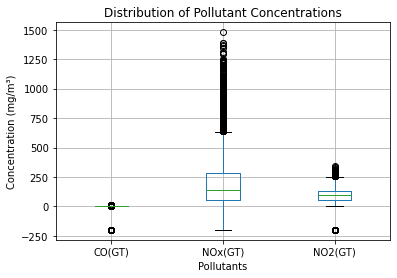 Distribution of Pollutant Concentrations
Concentration (mg/m³)
1500
1250
1000
750
500
250
0
−250
CO(GT)
NOx(GT)
NO2(GT)
Pollutants